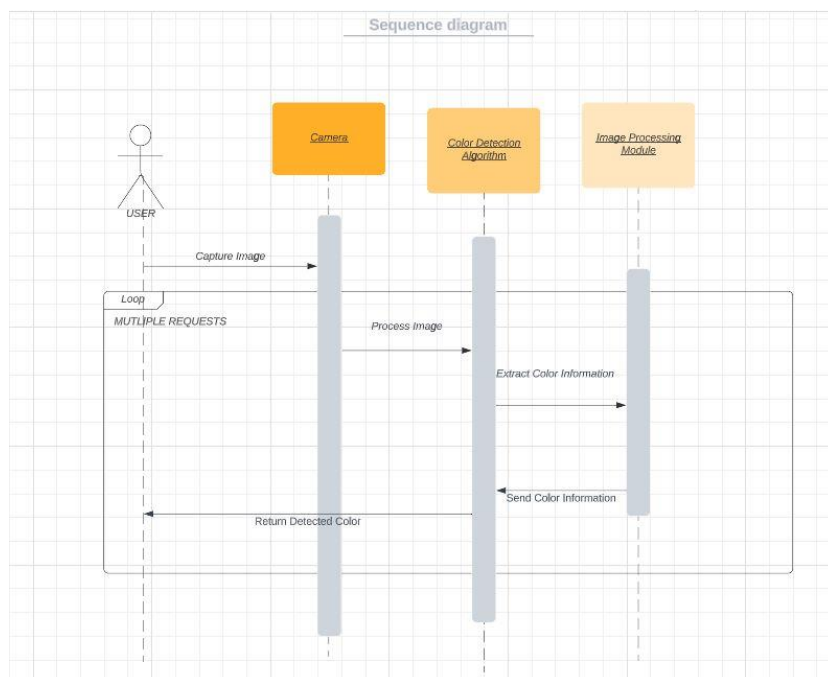 Sequence diagram
Camera
Color Detection
Algorithm
Image Processing
Module
USER
Capture Image
Loop
MUTLIPLE REQUESTS
Process Image
Extract Color Information
Send Color Information
Return Detected Color